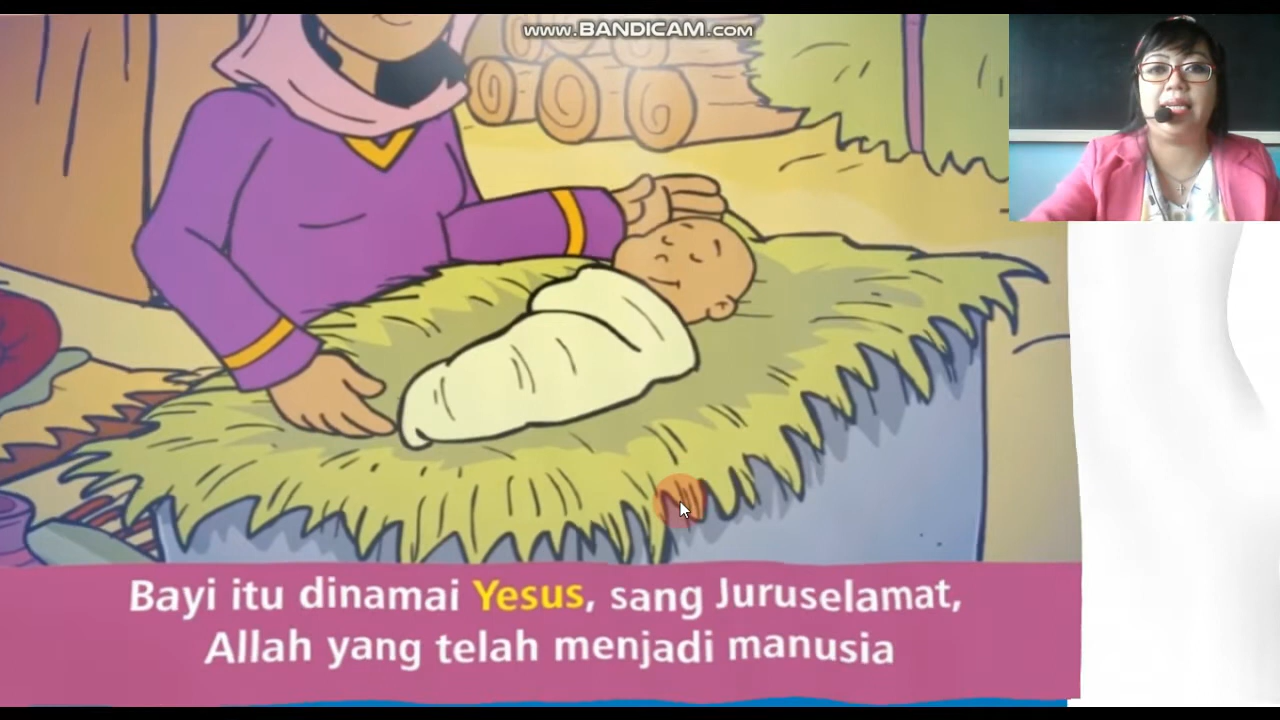 www.BANDICAM.com
Bayi itu dinamai Yesus, sang Juruselamat,
Allah yang telah menjadi manusia